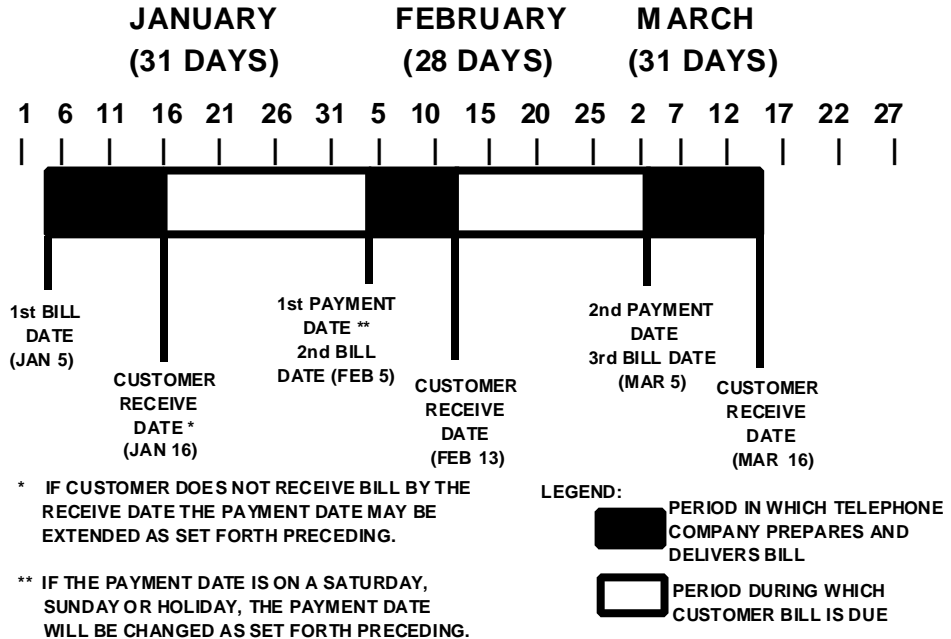 JANUARY FEBRUARY MARCH
(31 DAYS) (28 DAYS) (31 DAYS)
1 6 11 16 21 26 31 5 10 15 20 25 2 7 12 17 22 27
1st BILL
DATE
(JAN 5)
CUSTOMER
RECEIVE
DATE *
(JAN 16)
1st PAYMENT
DATE **
2nd BILL
DATE (FEB 5)
CUSTOMER
RECEIVE
DATE
(FEB 13)
2nd PAYMENT
DATE
3rd BILL DATE
(MAR 5)
CUSTOMER
RECEIVE
DATE
(MAR 16)
* IF CUSTOMER DOES NOT RECEIVE BILL BY THE
RECEIVE DATE THE PAYMENT DATE MAY BE
EXTENDED AS SET FORTH PRECEDING.
** IF THE PAYMENT DATE IS ON A SATURDAY,
SUNDAY OR HOLIDAY, THE PAYMENT DATE
WILL BE CHANGED AS SET FORTH PRECEDING.
LEGEND:
PERIOD IN WHICH TELEPHONE
COMPANY PREPARES AND
DELIVERS BILL
PERIOD DURING WHICH
CUSTOMER BILL IS DUE